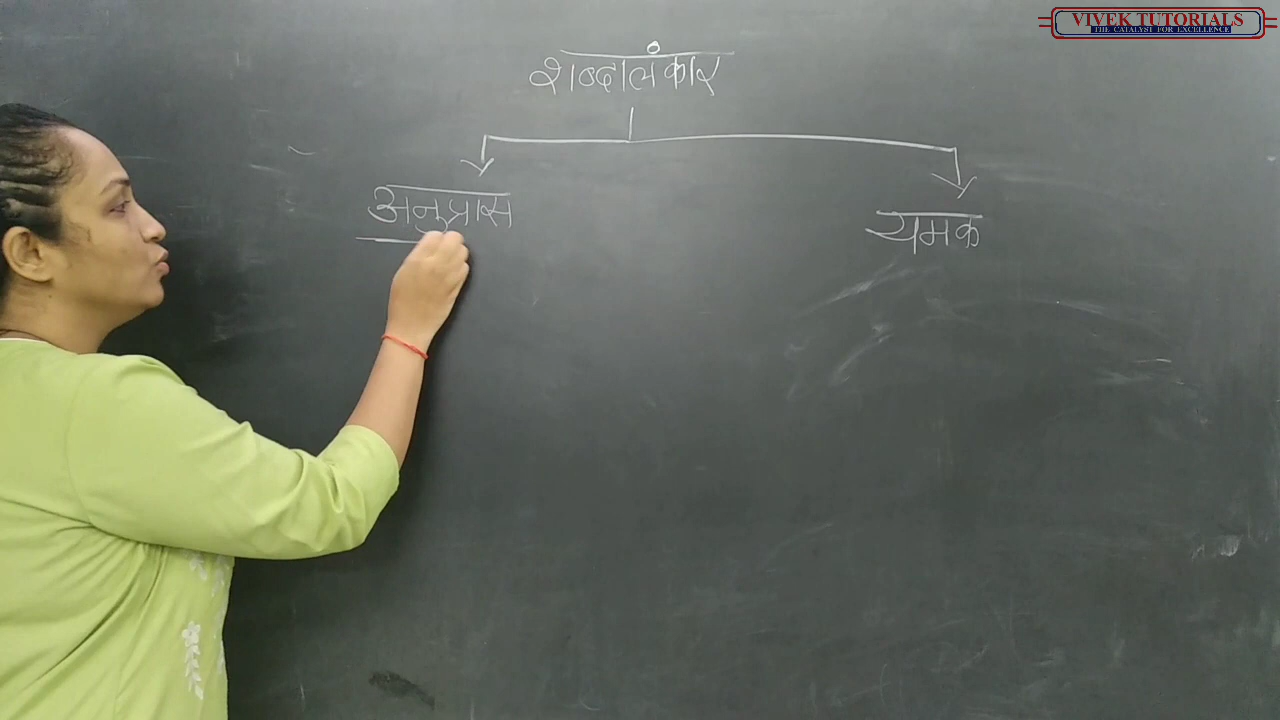 VIVEK TUTORIALS
THE CATALYST FOR EXCELLENCE
शब्दालंकार
अनुप्रास
यमक